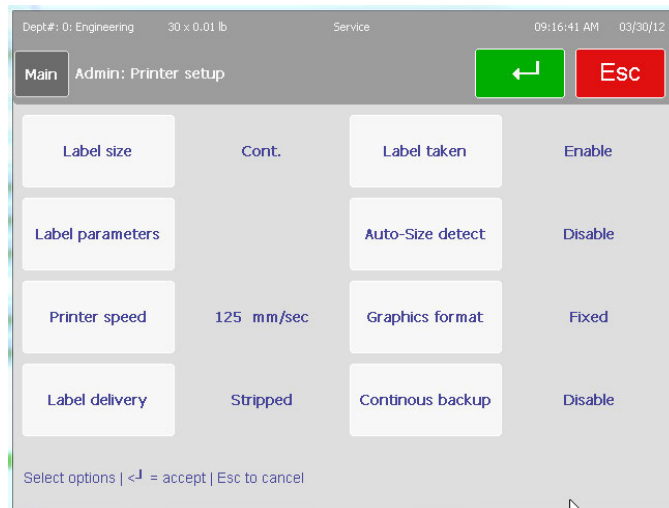 Dept#: 0: Engineering 30 x 0.01 lb Service 09:16:41 AM 03/30/12
Main Admin: Printer setup ↵ Esc
Label size Cont. Label taken Enable
Label parameters Auto-Size detect Disable
Printer speed 125 mm/sec Graphics format Fixed
Label delivery Stripped Continous backup Disable
Select options | <┘ = accept | Esc to cancel